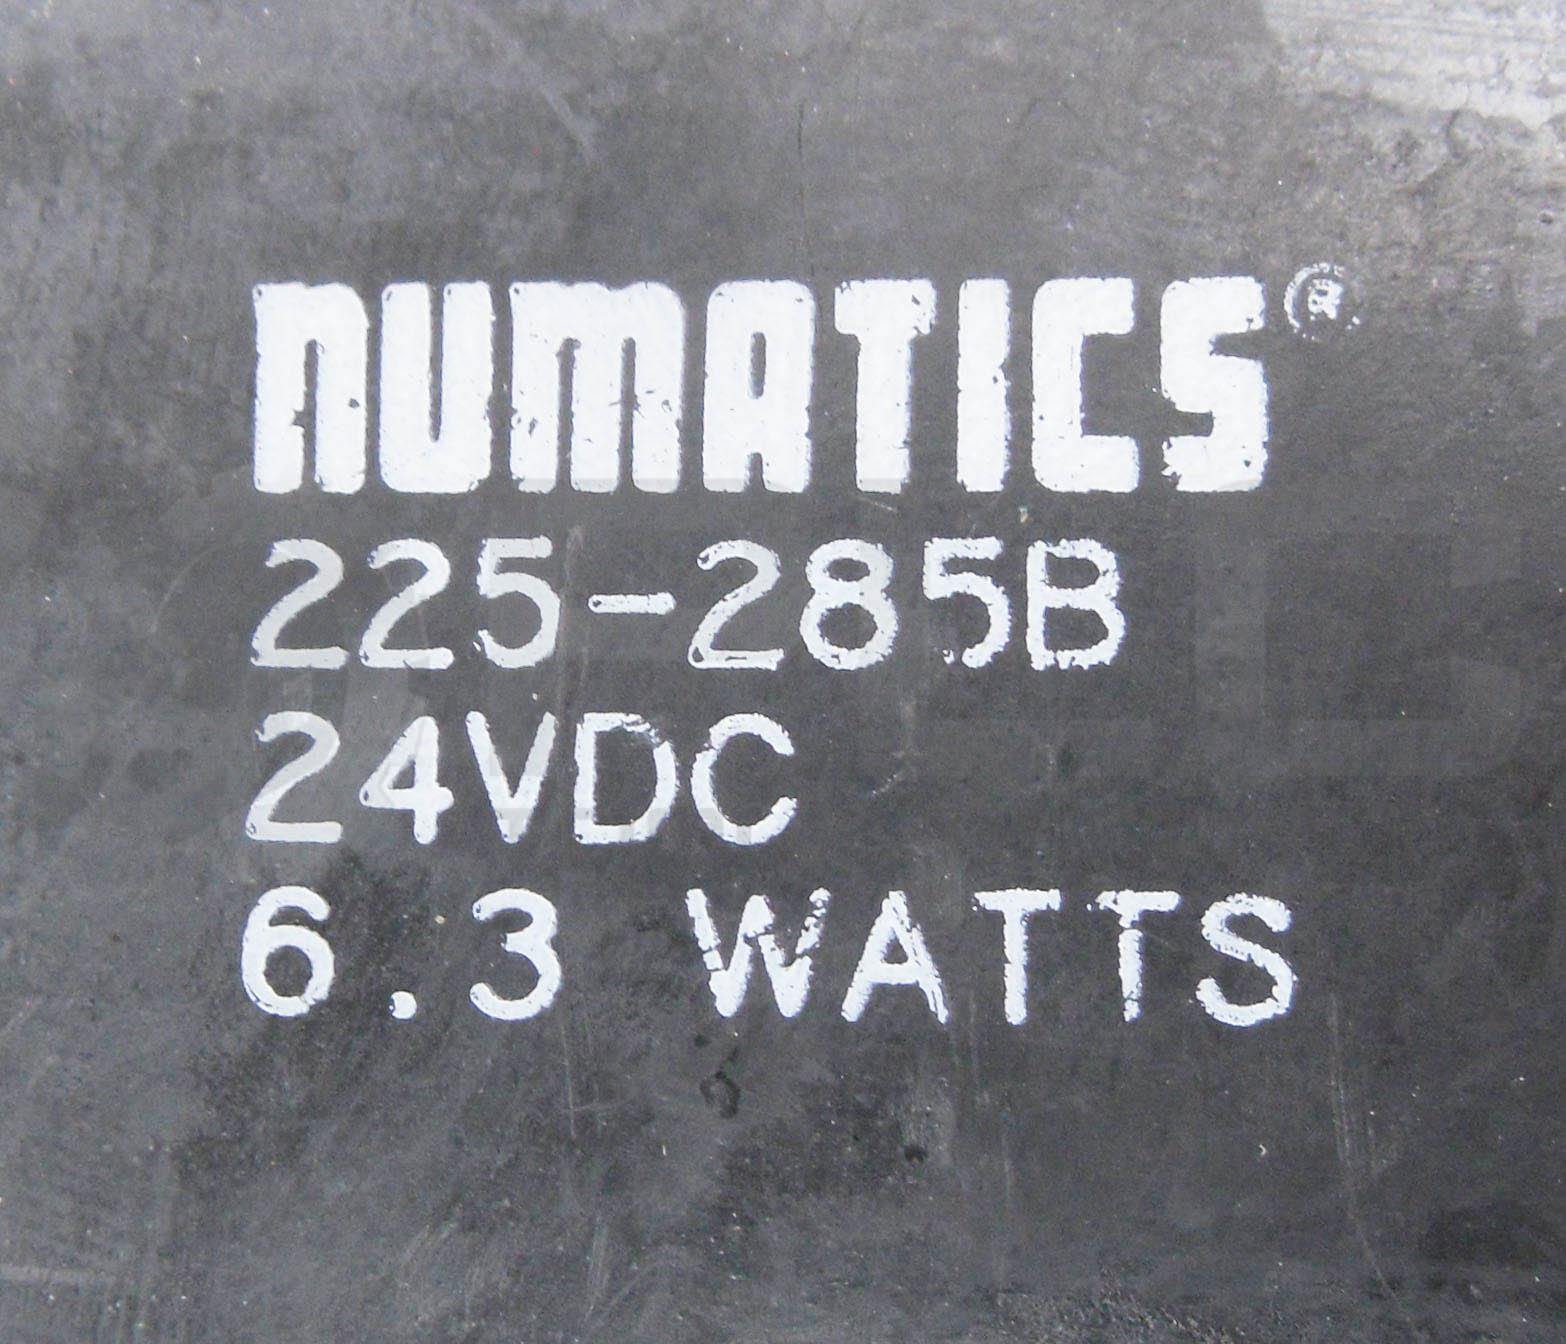 NUMATICS®
225-285B
24VDC
6.3 WATTS